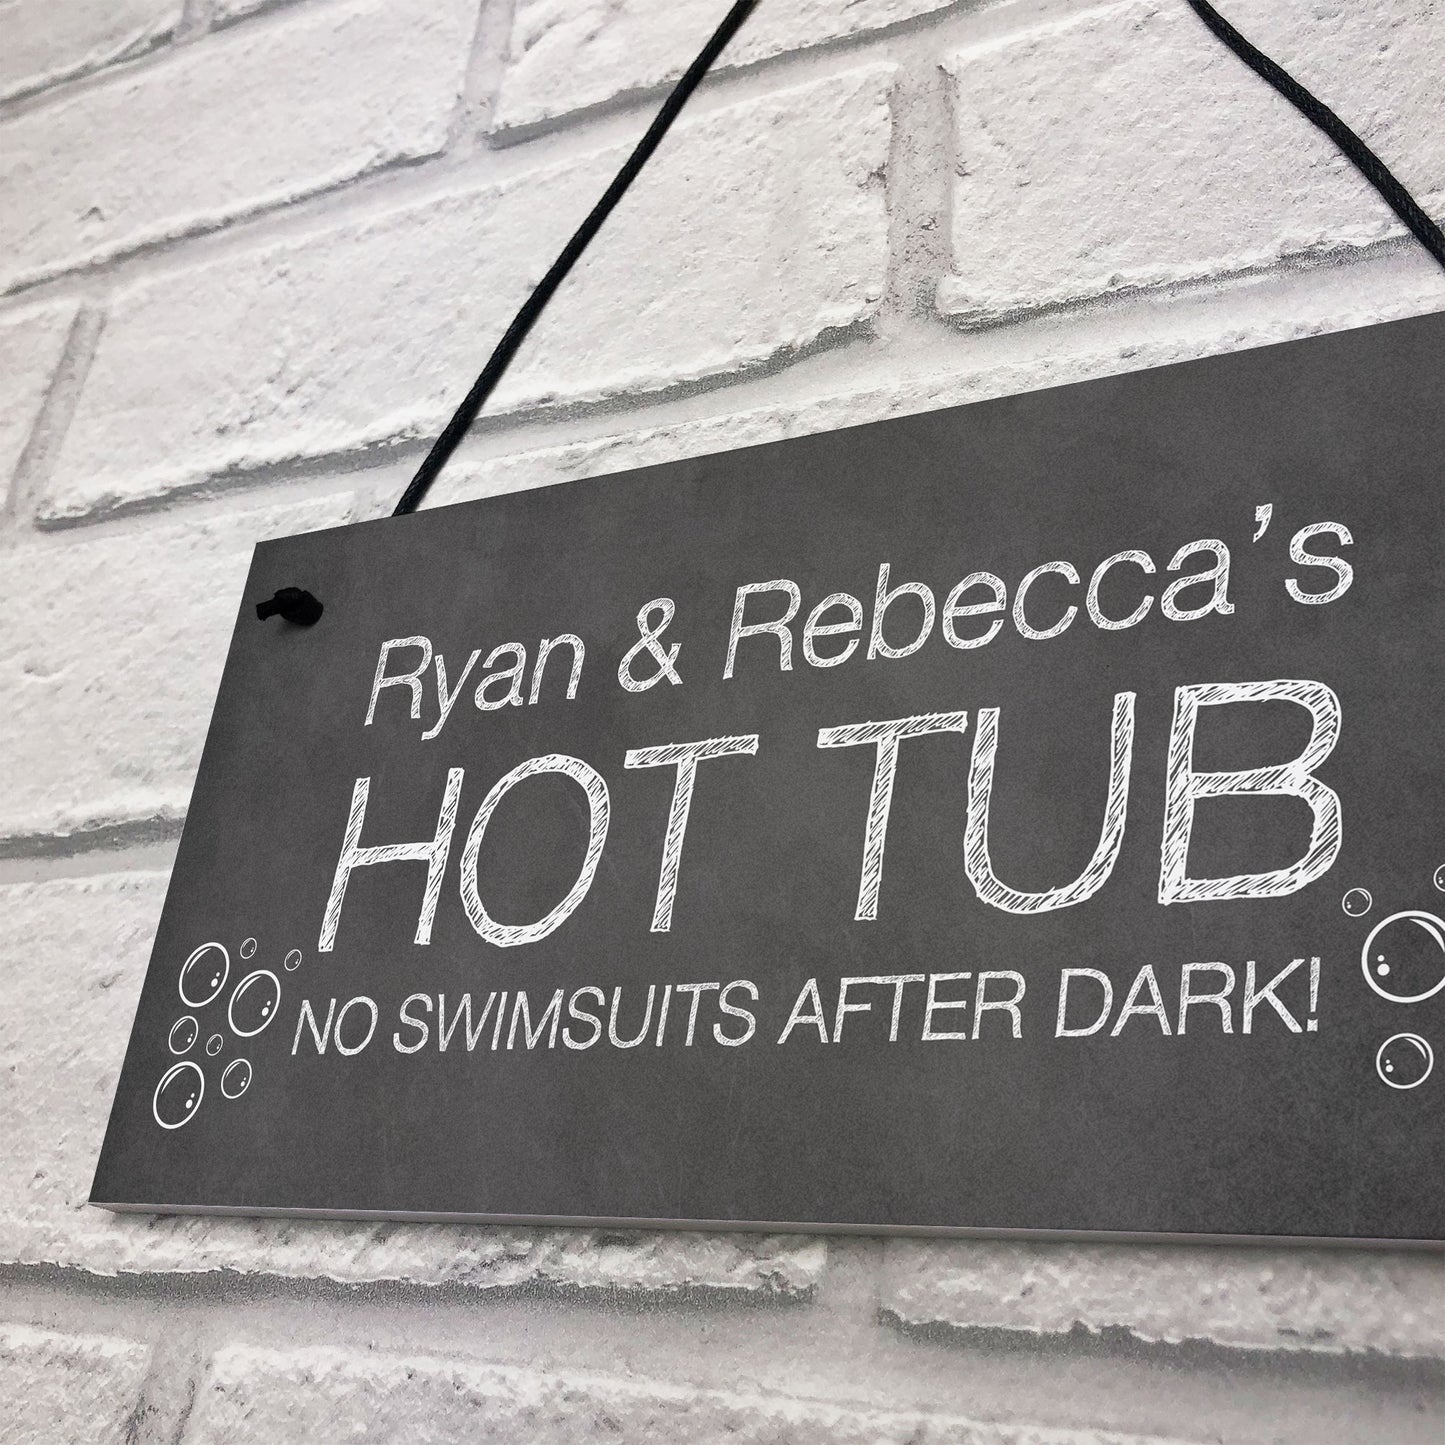 Ryan & Rebecca’s
HOT TUB
NO SWIMSUITS AFTER DARK!